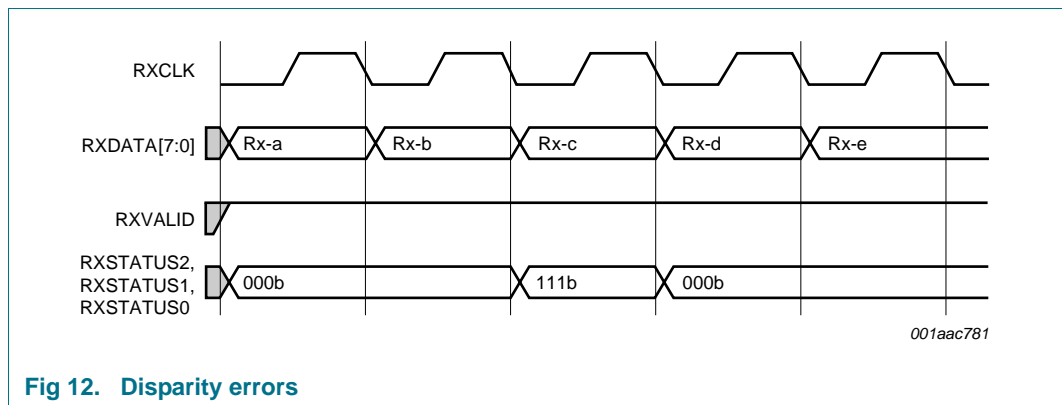 RXCLK
RXDATA[7:0]
Rx-a
Rx-b
Rx-c
Rx-d
Rx-e
RXVALID
RXSTATUS2,
RXSTATUS1,
RXSTATUS0
000b
111b
000b
001aac781
Fig 12. Disparity errors